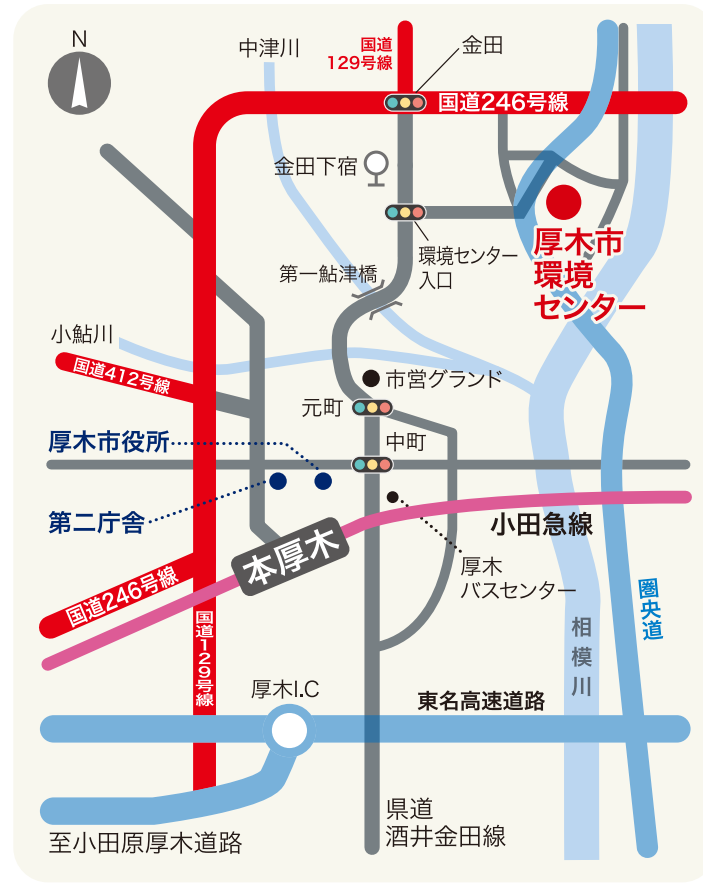 N
中津川
国道
129号線
金田
国道246号線
金田下宿
環境センター
入口
厚木市
環境
センター
第一鮎津橋
小鮎川
国道412号線
市営グランド
元町
中町
厚木市役所
第二庁舎
小田急線
本厚木
厚木
バスセンター
国道246号線
国道129号線
圏央道
相模川
厚木I.C
東名高速道路
県道
酒井金田線
至小田原厚木道路